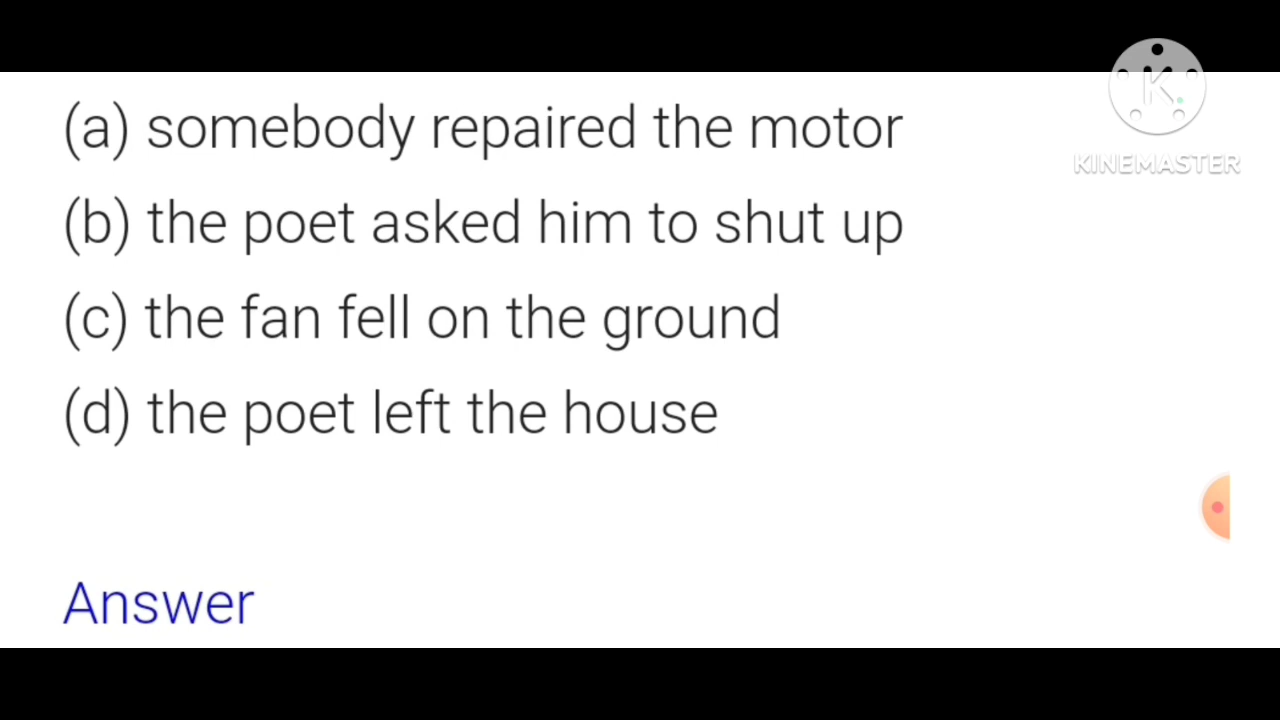 K
KINEMASTER
(a) somebody repaired the motor
(b) the poet asked him to shut up
(c) the fan fell on the ground
(d) the poet left the house
Answer